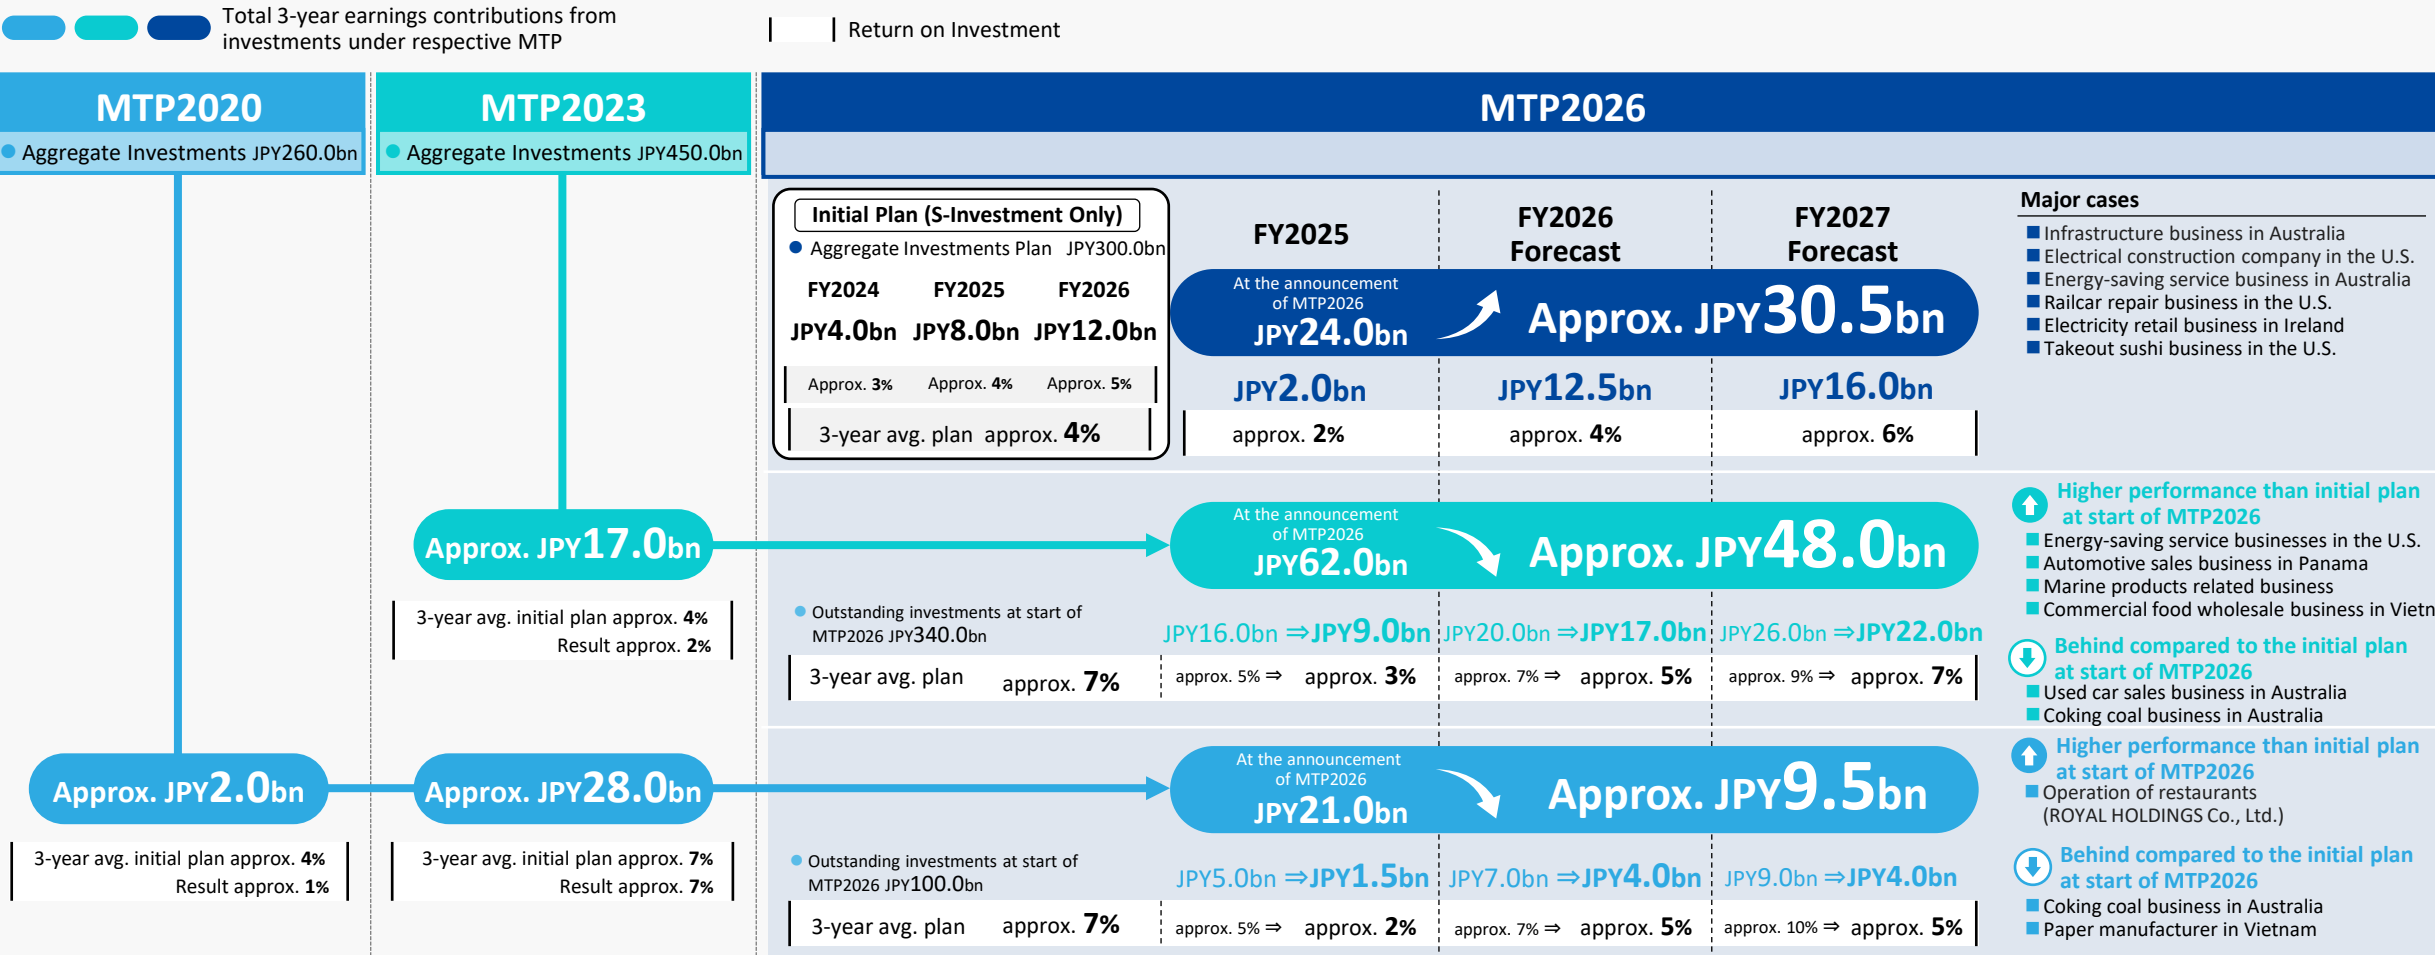 Total 3-year earnings contributions from
investments under respective MTP
Return on Investment
MTP2020
● Aggregate Investments JPY260.0bn
MTP2023
● Aggregate Investments JPY450.0bn
MTP2026
Initial Plan (S-Investment Only)
● Aggregate Investments Plan JPY300.0bn
FY2024 FY2025 FY2026
JPY4.0bn JPY8.0bn JPY12.0bn
Approx. 3% Approx. 4% Approx. 5%
3-year avg. plan approx. 4%
FY2025
FY2026
Forecast
FY2027
Forecast
At the announcement
of MTP2026
JPY24.0bn
Approx. JPY30.5bn
JPY2.0bn JPY12.5bn JPY16.0bn
approx. 2% approx. 4% approx. 6%
Major cases
■ Infrastructure business in Australia
■ Electrical construction company in the U.S.
■ Energy-saving service business in Australia
■ Railcar repair business in the U.S.
■ Electricity retail business in Ireland
■ Takeout sushi business in the U.S.
Approx. JPY17.0bn
3-year avg. initial plan approx. 4%
Result approx. 2%
At the announcement
of MTP2026
JPY62.0bn
Approx. JPY48.0bn
● Outstanding investments at start of
MTP2026 JPY340.0bn
JPY16.0bn ⇒JPY9.0bn JPY20.0bn ⇒JPY17.0bn JPY26.0bn ⇒JPY22.0bn
3-year avg. plan approx. 7%
approx. 5% ⇒ approx. 3% approx. 7% ⇒ approx. 5% approx. 9% ⇒ approx. 7%
Higher performance than initial plan
at start of MTP2026
■ Energy-saving service businesses in the U.S.
■ Automotive sales business in Panama
■ Marine products related business
■ Commercial food wholesale business in Vietn
Behind compared to the initial plan
at start of MTP2026
■ Used car sales business in Australia
■ Coking coal business in Australia
Approx. JPY2.0bn
3-year avg. initial plan approx. 4%
Result approx. 1%
Approx. JPY28.0bn
3-year avg. initial plan approx. 7%
Result approx. 7%
At the announcement
of MTP2026
JPY21.0bn
Approx. JPY9.5bn
● Outstanding investments at start of
MTP2026 JPY100.0bn
JPY5.0bn ⇒JPY1.5bn JPY7.0bn ⇒JPY4.0bn JPY9.0bn ⇒JPY4.0bn
3-year avg. plan approx. 7%
approx. 5% ⇒ approx. 2% approx. 7% ⇒ approx. 5% approx. 10% ⇒ approx. 5%
Higher performance than initial plan
at start of MTP2026
■ Operation of restaurants
(ROYAL HOLDINGS Co., Ltd.)
Behind compared to the initial plan
at start of MTP2026
■ Coking coal business in Australia
■ Paper manufacturer in Vietnam